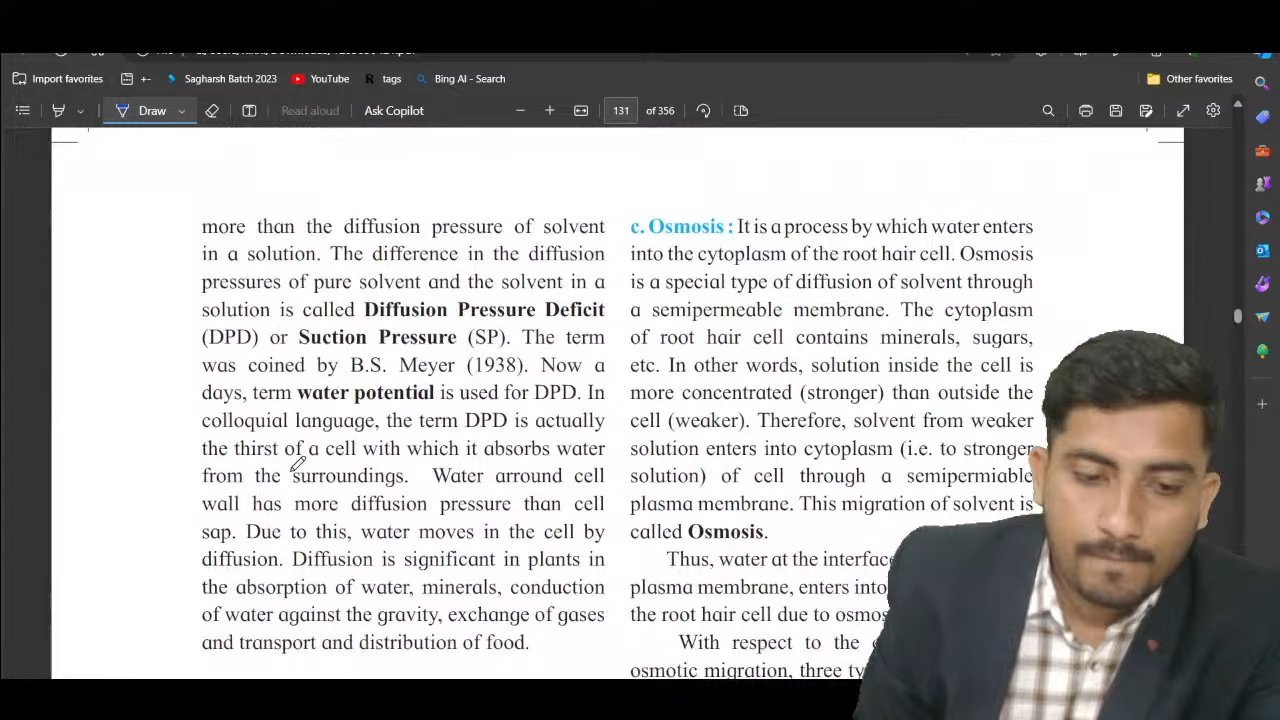 Import favorites
+-
Sagharsh Batch 2023
YouTube
R tags
Bing AI - Search
Other favorites
Draw
Read aloud
Ask Copilot
131 of 356
more than the diffusion pressure of solvent
in a solution. The difference in the diffusion
pressures of pure solvent and the solvent in a
solution is called Diffusion Pressure Deficit
(DPD) or Suction Pressure (SP). The term
was coined by B.S. Meyer (1938). Now a
days, term water potential is used for DPD. In
colloquial language, the term DPD is actually
the thirst of a cell with which it absorbs water
from the surroundings. Water arround cell
wall has more diffusion pressure than cell
sap. Due to this, water moves in the cell by
diffusion. Diffusion is significant in plants in
the absorption of water, minerals, conduction
of water against the gravity, exchange of gases
and transport and distribution of food.
c. Osmosis : It is a process by which water enters
into the cytoplasm of the root hair cell. Osmosis
is a special type of diffusion of solvent through
a semipermeable membrane. The cytoplasm
of root hair cell contains minerals, sugars,
etc. In other words, solution inside the cell is
more concentrated (stronger) than outside the
cell (weaker). Therefore, solvent from weaker
solution enters into cytoplasm (i.e. to stronger
solution) of cell through a semipermiable
plasma membrane. This migration of solvent is
called Osmosis.
Thus, water at the interface
plasma membrane, enters into
the root hair cell due to
With respect to the
osmotic migration, three